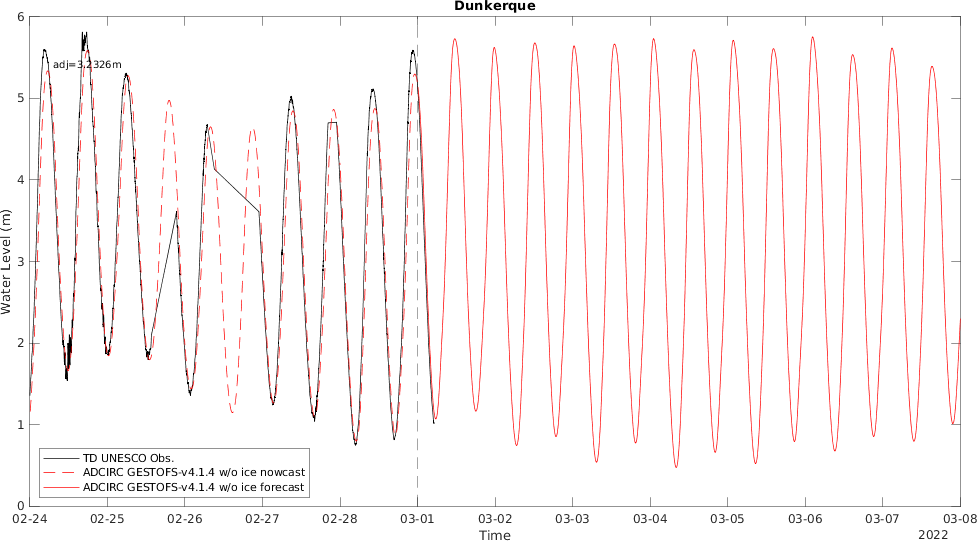 Dunkerque
6
adj=3.2326m
5
4
3
2
1
0
Water Level (m)
TD UNESCO Obs.
ADCIRC GESTOFS-v4.1.4 w/o ice nowcast
ADCIRC GESTOFS-v4.1.4 w/o ice forecast
02-24 02-25 02-26 02-27 02-28 03-01 03-02 03-03 03-04 03-05 03-06 03-07 03-08
Time
2022